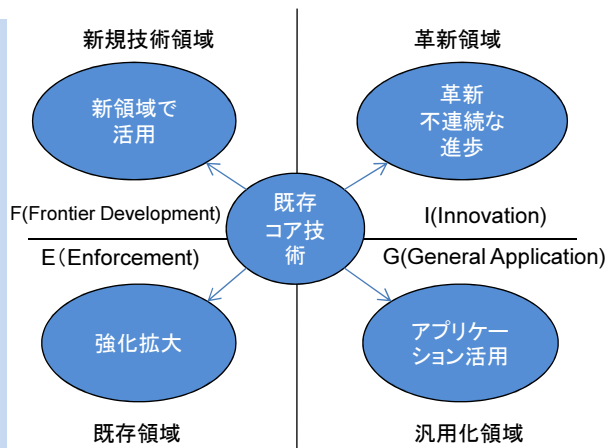 新規技術領域
革新領域
新領域で
活用
革新
不連続な
進歩
既存
コア技
術
F(Frontier Development)
I(Innovation)
E（Enforcement)
G(General Application)
強化拡大
アプリケー
ション活用
既存領域
汎用化領域